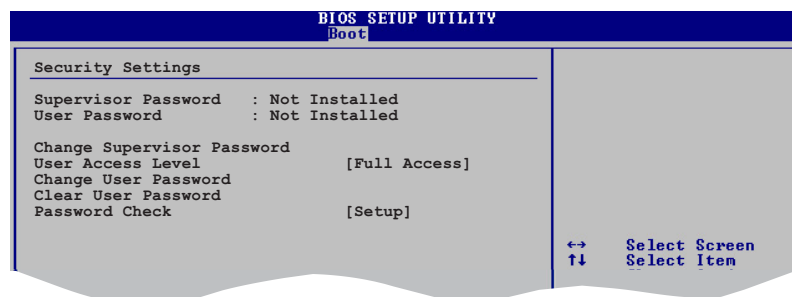 BIOS SETUP UTILITY
Boot
Security Settings
Supervisor Password : Not Installed
User Password : Not Installed
Change Supervisor Password
User Access Level [Full Access]
Change User Password
Clear User Password
Password Check [Setup]
←→ Select Screen
↑↓ Select Item